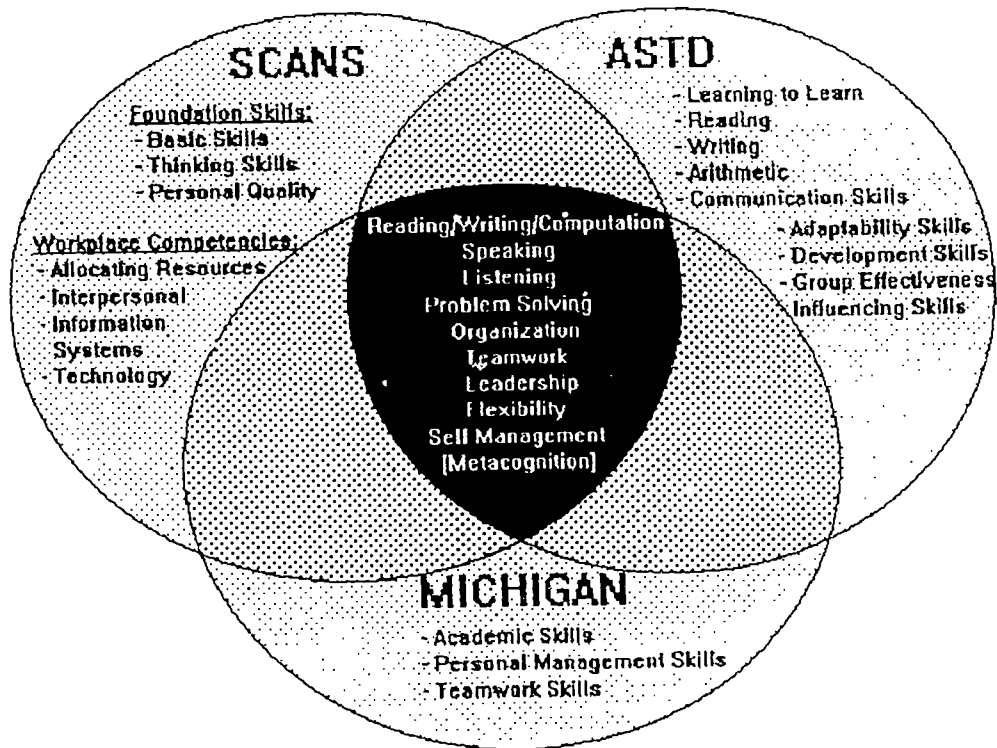 SCANS
Foundation Skills:
- Basic Skills
- Thinking Skills
- Personal Quality
Workplace Competencies:
- Allocating Resources
- Interpersonal
- Information
Systems
- Technology
ASTD
- Learning to Learn
- Reading
- Writing
- Arithmetic
- Communication Skills
- Adaptability Skills
- Development Skills
- Group Effectiveness
- Influencing Skills
Reading/Writing/Computation
Speaking
Listening
Problem Solving
Organization
Teamwork
Leadership
Flexibility
Self Management
[Metacognition]
MICHIGAN
- Academic Skills
- Personal Management Skills
- Teamwork Skills